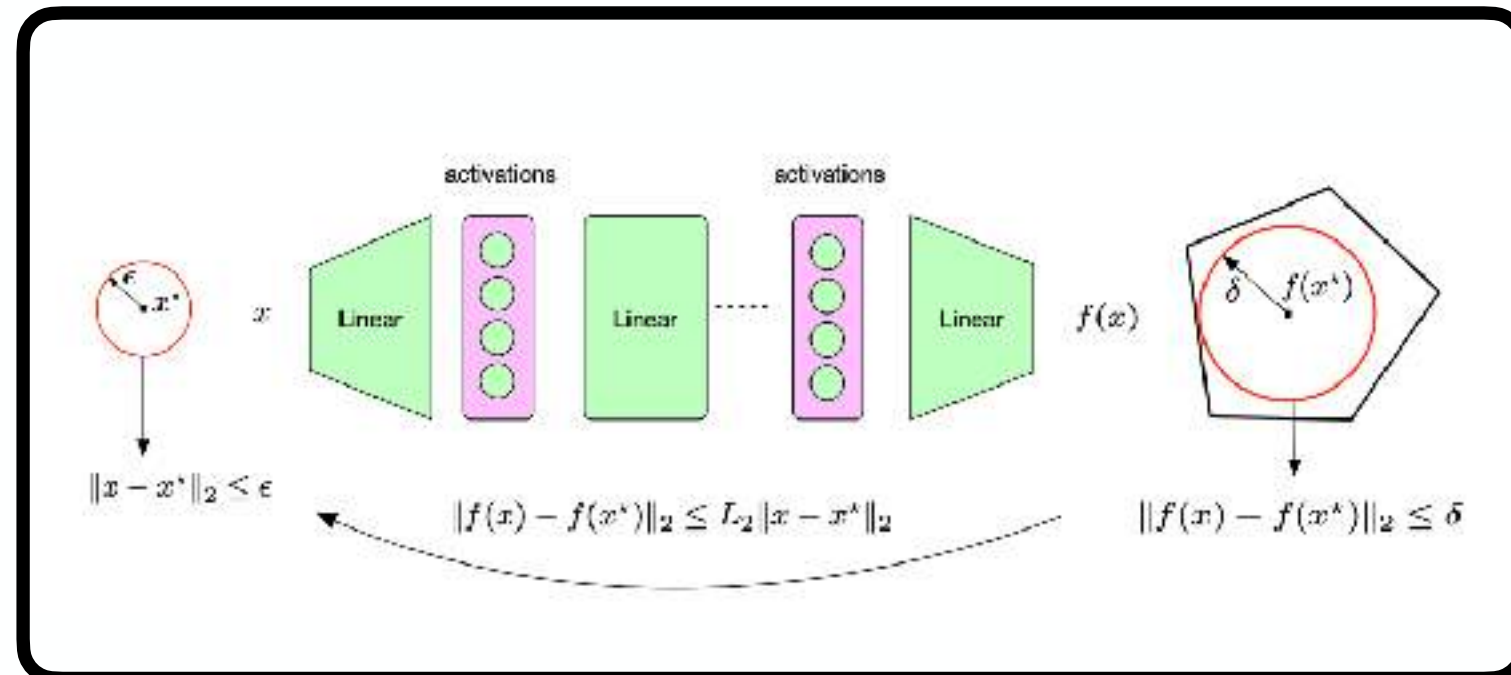 activations
activations
ϵ
x*
x
Linear
Linear
Linear
f(x)
δ
f(x*)
‖x − x*‖₂ ≤ ϵ
‖f(x) − f(x*)‖₂ ≤ L₂‖x − x*‖₂
‖f(x) − f(x*)‖₂ ≤ δ